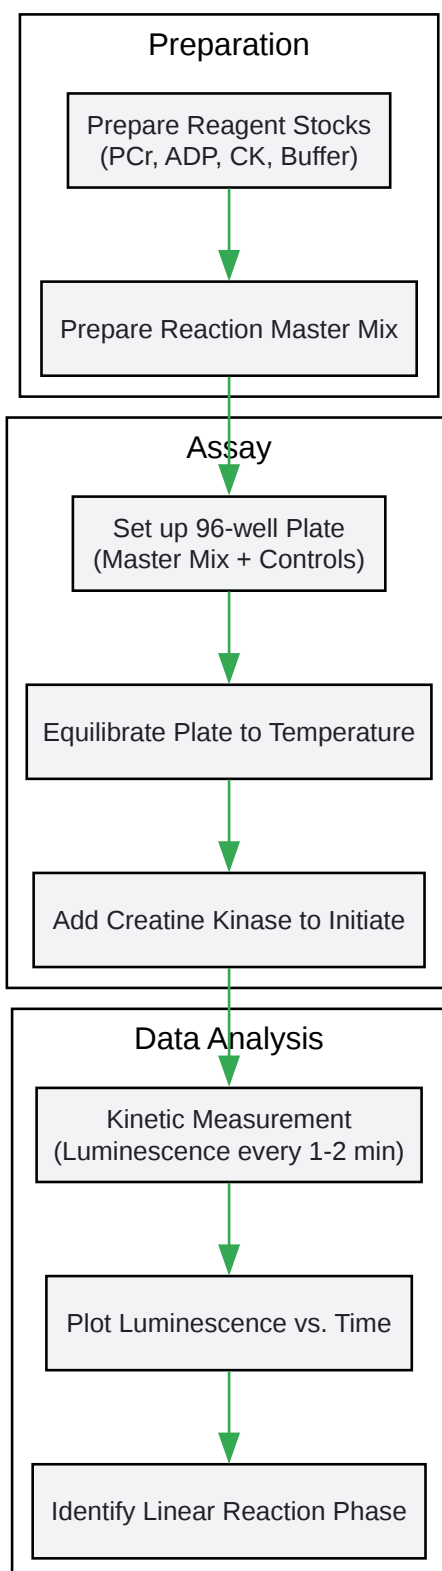 Preparation
Prepare Reagent Stocks
(PCr, ADP, CK, Buffer)
Prepare Reaction Master Mix
Assay
Set up 96-well Plate
(Master Mix + Controls)
Equilibrate Plate to Temperature
Add Creatine Kinase to Initiate
Data Analysis
Kinetic Measurement
(Luminescence every 1-2 min)
Plot Luminescence vs. Time
Identify Linear Reaction Phase